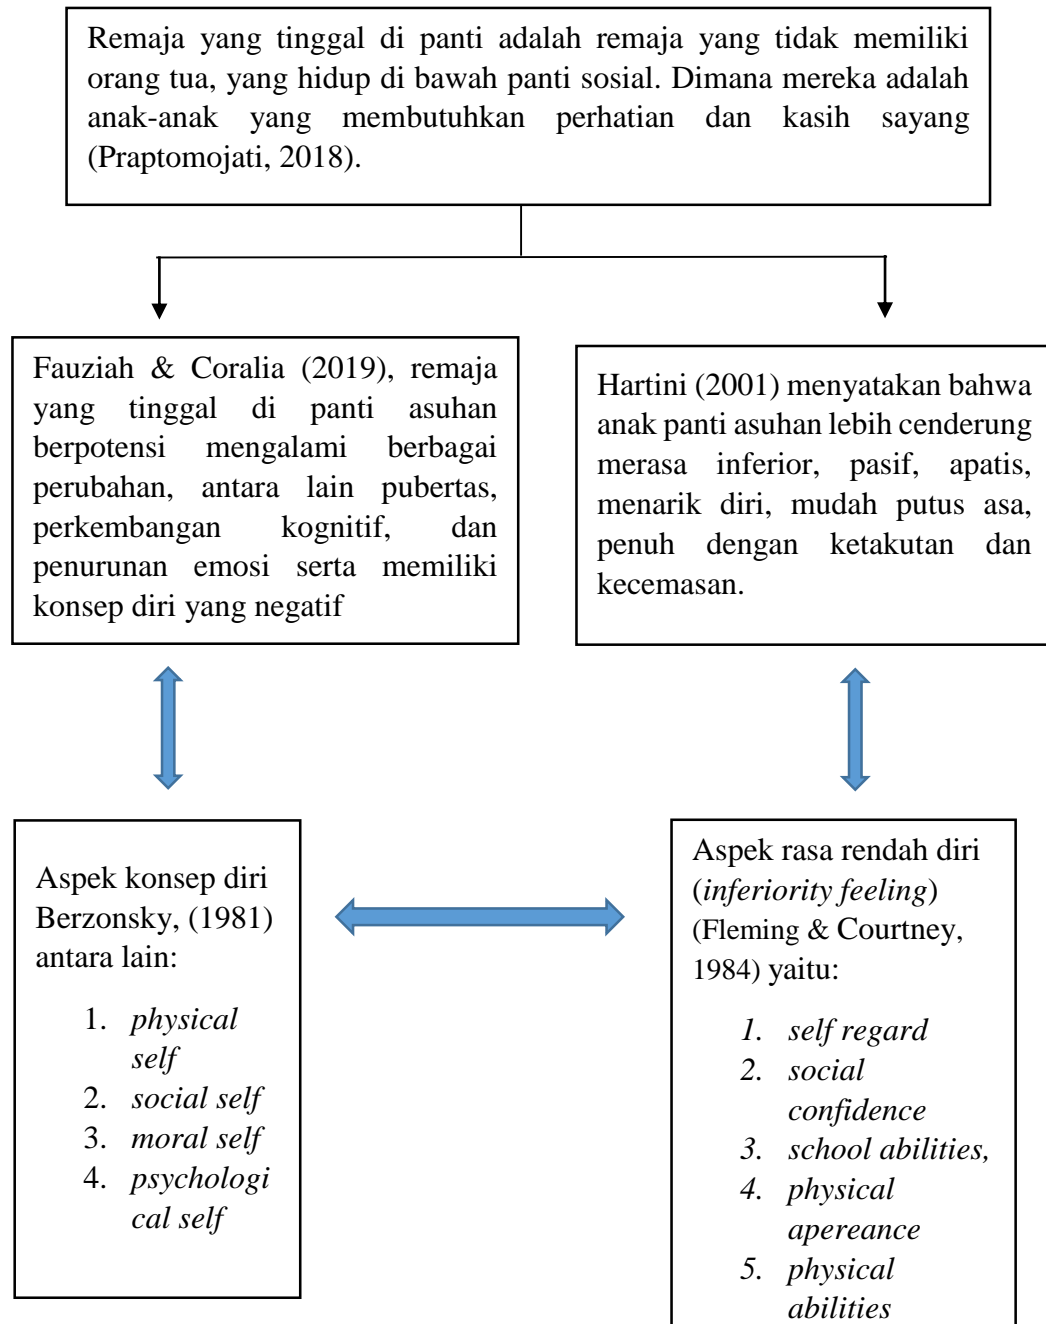 Remaja yang tinggal di panti adalah remaja yang tidak memiliki
orang tua, yang hidup di bawah panti sosial. Dimana mereka adalah
anak-anak yang membutuhkan perhatian dan kasih sayang
(Praptomojati, 2018).
Fauziah & Coralia (2019), remaja
yang tinggal di panti asuhan
berpotensi mengalami berbagai
perubahan, antara lain pubertas,
perkembangan kognitif, dan
penurunan emosi serta memiliki
konsep diri yang negatif
Hartini (2001) menyatakan bahwa
anak panti asuhan lebih cenderung
merasa inferior, pasif, apatis,
menarik diri, mudah putus asa,
penuh dengan ketakutan dan
kecemasan.
Aspek konsep diri
Berzonsky, (1981)
antara lain:
1. physical
self
2. social self
3. moral self
4. psychologi
cal self
Aspek rasa rendah diri
(inferiority feeling)
(Fleming & Courtney,
1984) yaitu:
1. self regard
2. social
confidence
3. school abilities,
4. physical
apereance
5. physical
abilities